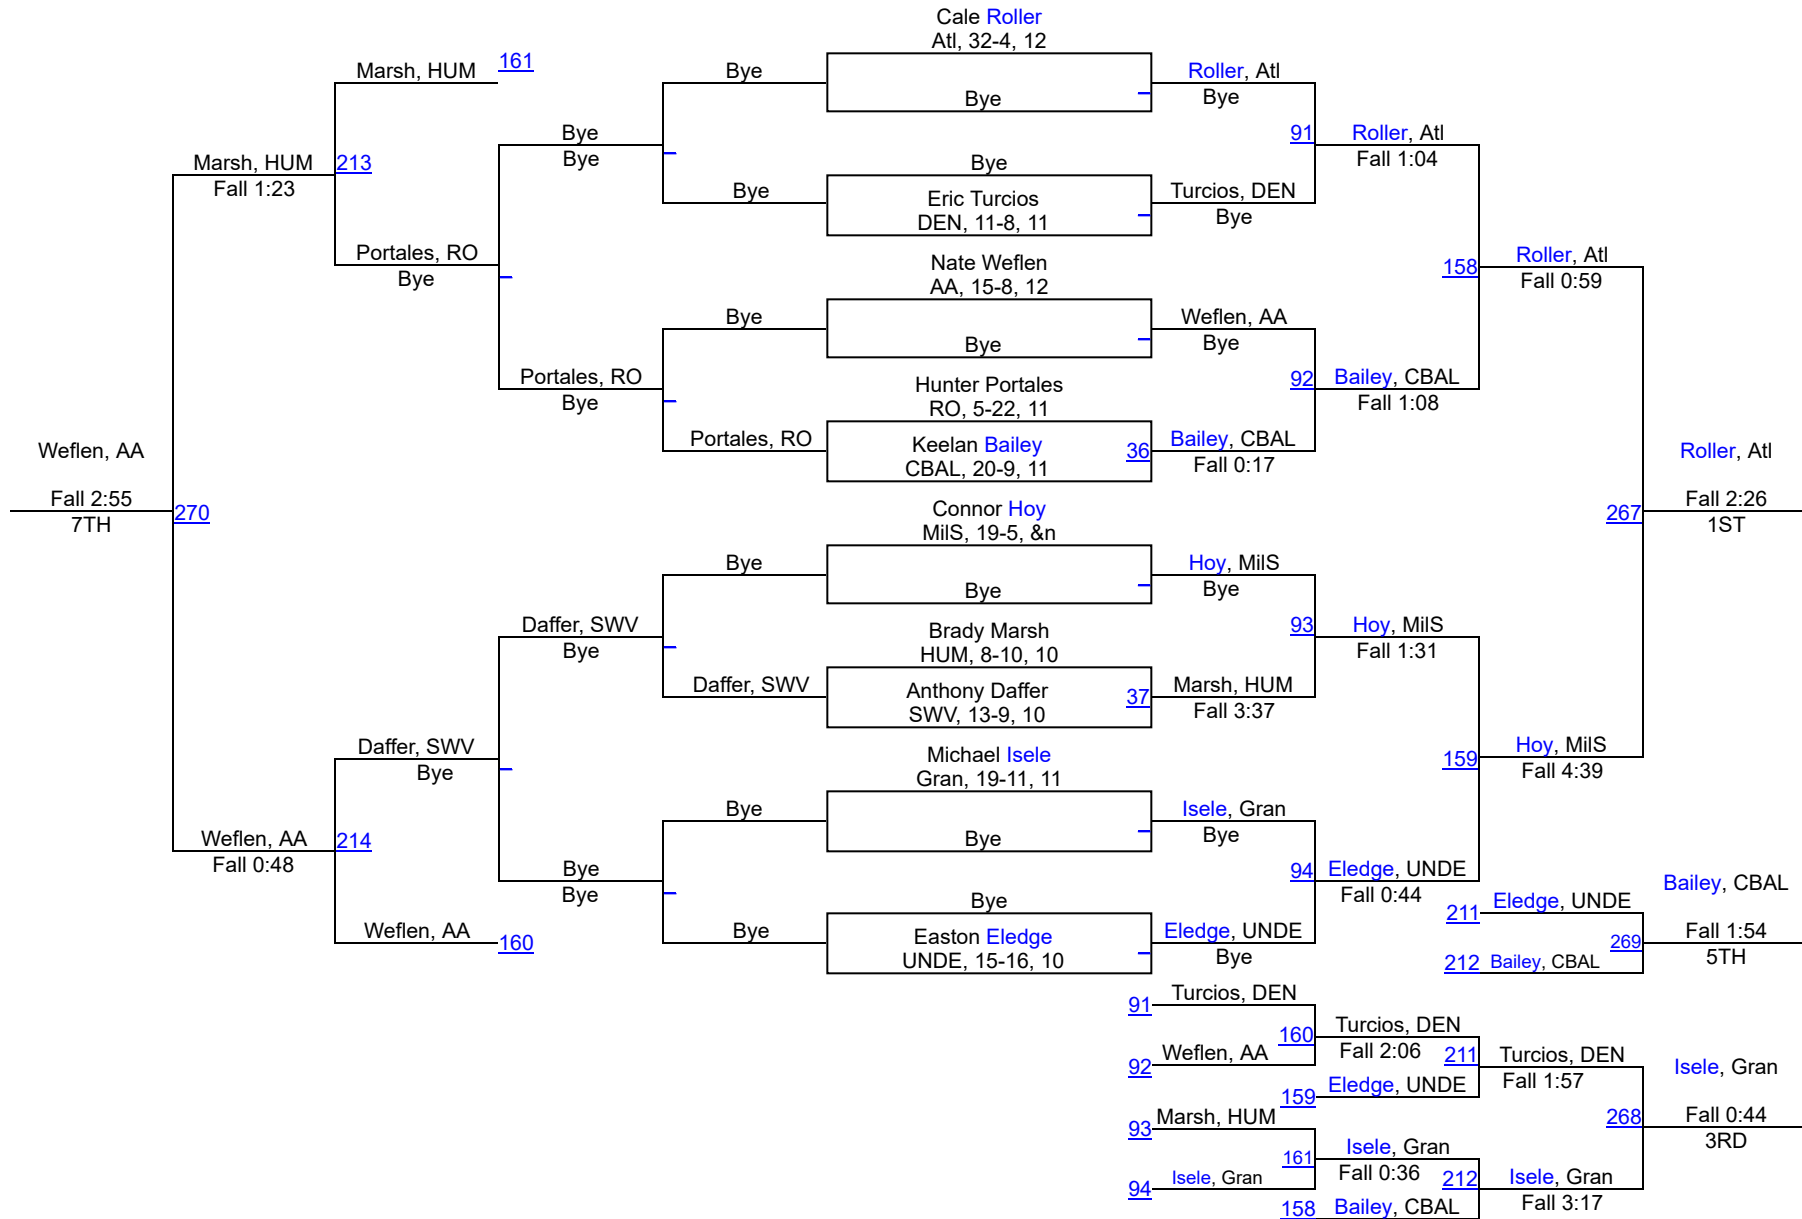 Cale Roller
Atl, 32-4, 12
Marsh, HUM 161 Bye Roller, Atl
Bye Bye
Bye 91 Roller, Atl
Bye Fall 1:04
Marsh, HUM 213 Bye
Fall 1:23 Bye Eric Turcios Turcios, DEN
DEN, 11-8, 11 Bye
Portales, RO Nate Weflen 158 Roller, Atl
Bye AA, 15-8, 12 Fall 0:59
Bye Weflen, AA
Bye Bye
Portales, RO Hunter Portales 92 Bailey, CBAL
Bye RO, 5-22, 11 Fall 1:08
Portales, RO Keelan Bailey 36 Bailey, CBAL
CBAL, 20-9, 11 Fall 0:17
Weflen, AA Roller, Atl
Fall 2:55 Fall 2:26
7TH 270 267 1ST
Connor Hoy
MilS, 19-5, &n
Bye Hoy, MilS
Bye Bye
Daffer, SWV Brady Marsh 93 Hoy, MilS
Bye HUM, 8-10, 10 Fall 1:31
Daffer, SWV Anthony Daffer 37 Marsh, HUM
SWV, 13-9, 10 Fall 3:37
Daffer, SWV Michael Isele 159 Hoy, MilS
Bye Gran, 19-11, 11 Fall 4:39
Bye Isele, Gran
Weflen, AA 214 Bye Bye
Fall 0:48
Bye 94 Eledge, UNDE
Bye Fall 0:44
Bye
Weflen, AA 160 Bye Easton Eledge Eledge, UNDE
UNDE, 15-16, 10 Bye
211 Eledge, UNDE Bailey, CBAL
269 Fall 1:54
212 Bailey, CBAL 5TH
91 Turcios, DEN
160 Turcios, DEN
92 Weflen, AA Fall 2:06
211 Turcios, DEN
159 Eledge, UNDE Fall 1:57
Isele, Gran
268 Fall 0:44
3RD
93 Marsh, HUM
161 Isele, Gran
94 Isele, Gran Fall 0:36
212 Isele, Gran
158 Bailey, CBAL Fall 3:17